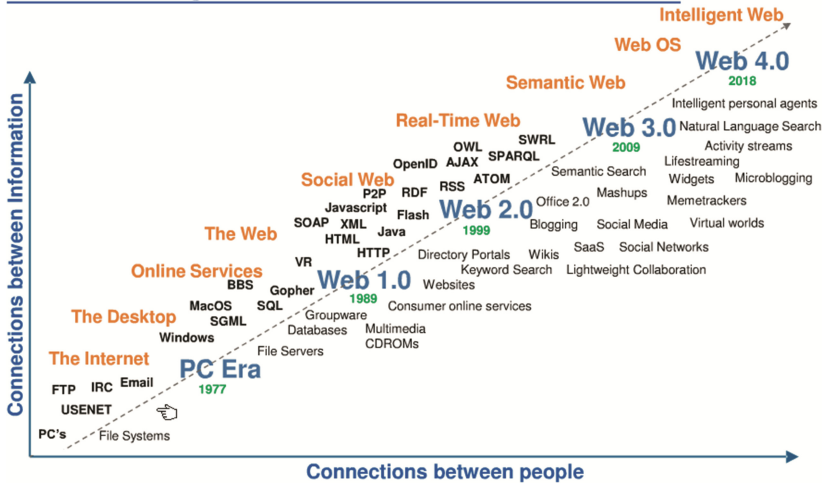 Intelligent Web
Web OS
Web 4.0
2018
Semantic Web
Intelligent personal agents
Real-Time Web
Web 3.0
2009
Natural Language Search
SWRL
OWL
Activity streams
SPARQL
OpenID
AJAX
Lifestreaming
Semantic Search
Social Web
ATOM
Widgets
Microblogging
RSS
P2P
RDF
Mashups
Memetrackers
Office 2.0
Javascript
Flash
Web 2.0
1999
SOAP
XML
Java
Blogging
Social Media
Virtual worlds
The Web
HTML
SaaS
Social Networks
HTTP
Directory Portals
Wikis
VR
Keyword Search
Lightweight Collaboration
Online Services
Web 1.0
1989
Websites
BBS
Gopher
MacOS
SQL
Consumer online services
The Desktop
SGML
Groupware
Databases
Multimedia
CDROMs
Windows
File Servers
The Internet
PC Era
1977
FTP
IRC
Email
USENET
PC's
File Systems
Connections between Information
Connections between people